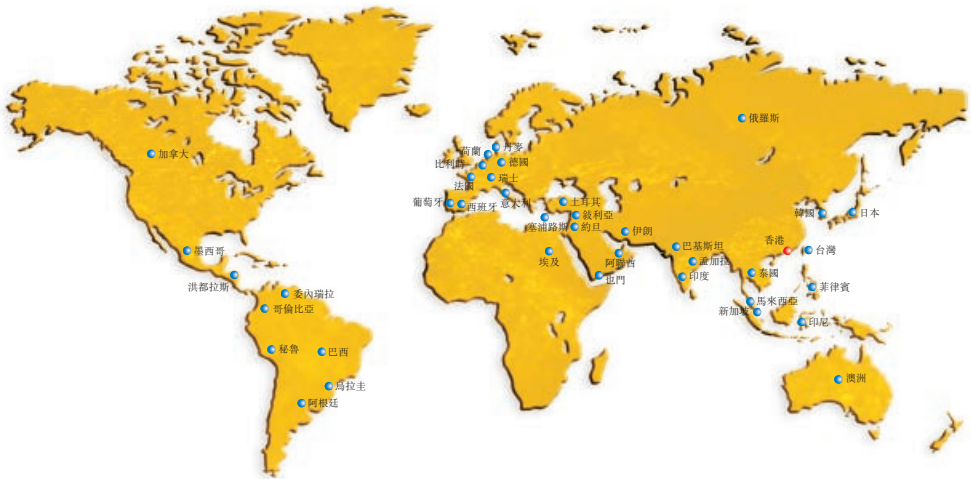 俄羅斯
加拿大
丹麥
荷蘭
比利時
德國
法國
瑞士
葡萄牙
西班牙
意大利
土耳其
敍利亞
塞浦路斯
約旦
伊朗
韓國
日本
墨西哥
埃及
阿聯酋
也門
巴基斯坦
孟加拉
印度
香港
台灣
泰國
洪都拉斯
委內瑞拉
哥倫比亞
菲律賓
馬來西亞
新加坡
印尼
秘魯
巴西
烏拉圭
阿根廷
澳洲